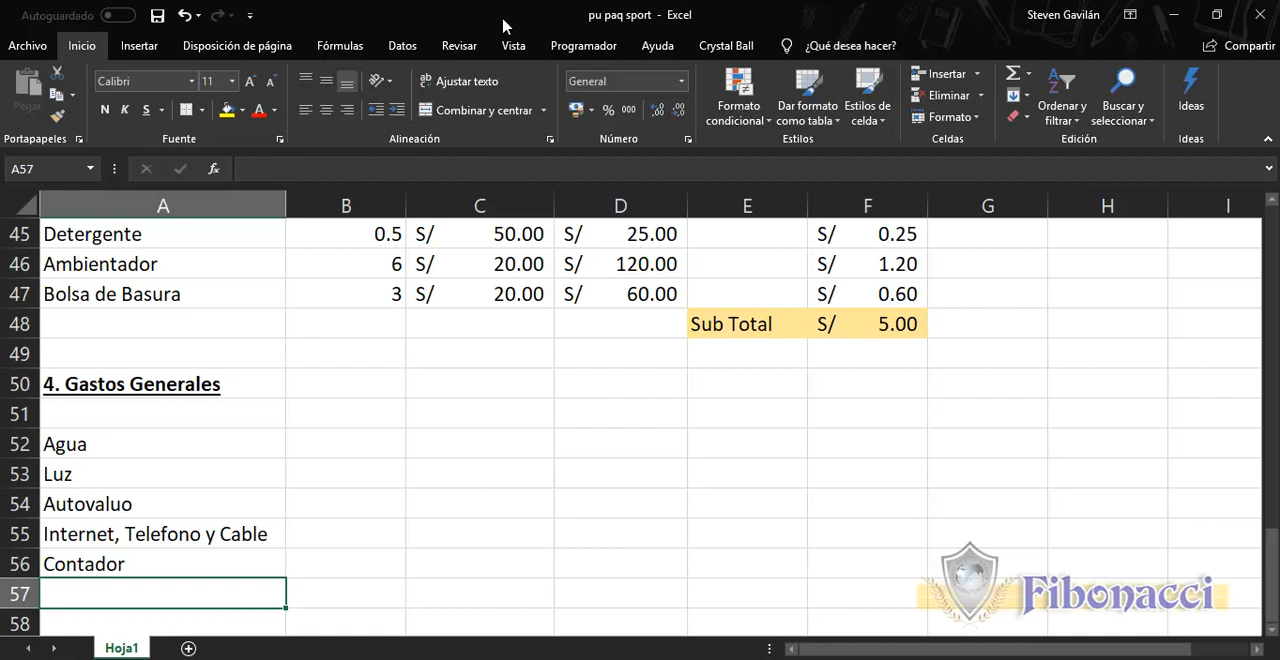 Autoguardado
pu paq sport - Excel
Steven Gavilán
Archivo Inicio Insertar Disposición de página Fórmulas Datos Revisar Vista Programador Ayuda Crystal Ball ¿Qué desea hacer? Compartir
Pegar
Calibri 11
N K S
Ajustar texto
Combinar y centrar
General
% 000
Formato condicional
Dar formato como tabla
Estilos de celda
Insertar
Eliminar
Formato
Ordenar y filtrar
Buscar y seleccionar
Ideas
Portapapeles Fuente Alineación Número Estilos Celdas Edición Ideas
A57 fx
A B C D E F G H I
45 Detergente 0.5 S/ 50.00 S/ 25.00 S/ 0.25
46 Ambientador 6 S/ 20.00 S/ 120.00 S/ 1.20
47 Bolsa de Basura 3 S/ 20.00 S/ 60.00 S/ 0.60
48 Sub Total S/ 5.00
49
50 4. Gastos Generales
51
52 Agua
53 Luz
54 Autovaluo
55 Internet, Telefono y Cable
56 Contador
57
58
Fibonacci
Hoja1